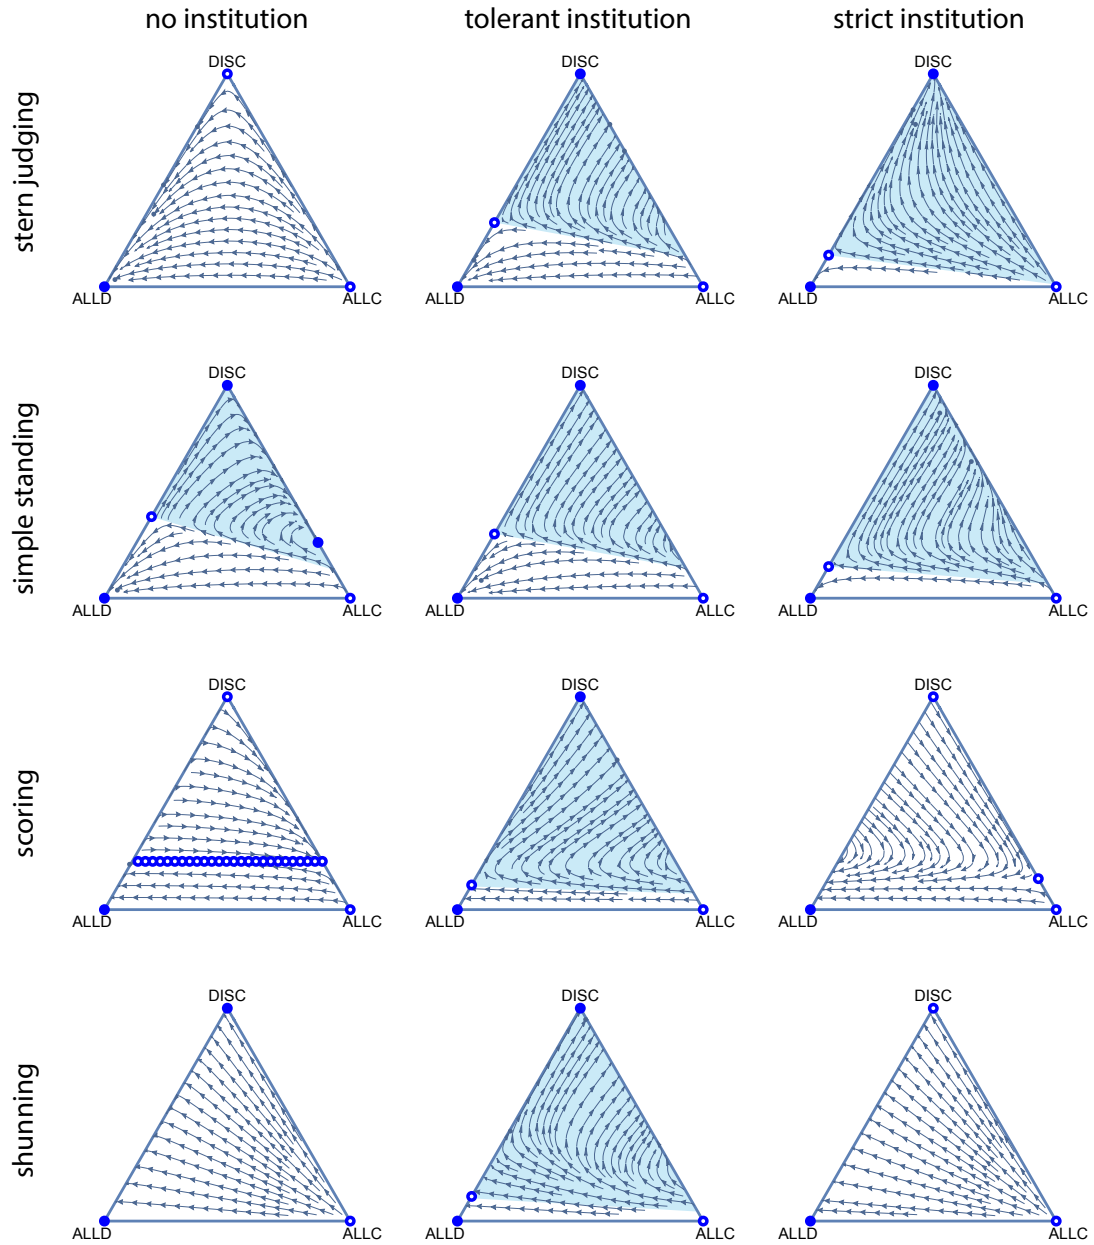 no institution tolerant institution strict institution
stern judging
DISC DISC DISC
ALLD ALLC ALLD ALLC ALLD ALLC
simple standing
DISC DISC DISC
ALLD ALLC ALLD ALLC ALLD ALLC
scoring
DISC DISC DISC
ALLD ALLC ALLD ALLC ALLD ALLC
shunning
DISC DISC DISC
ALLD ALLC ALLD ALLC ALLD ALLC